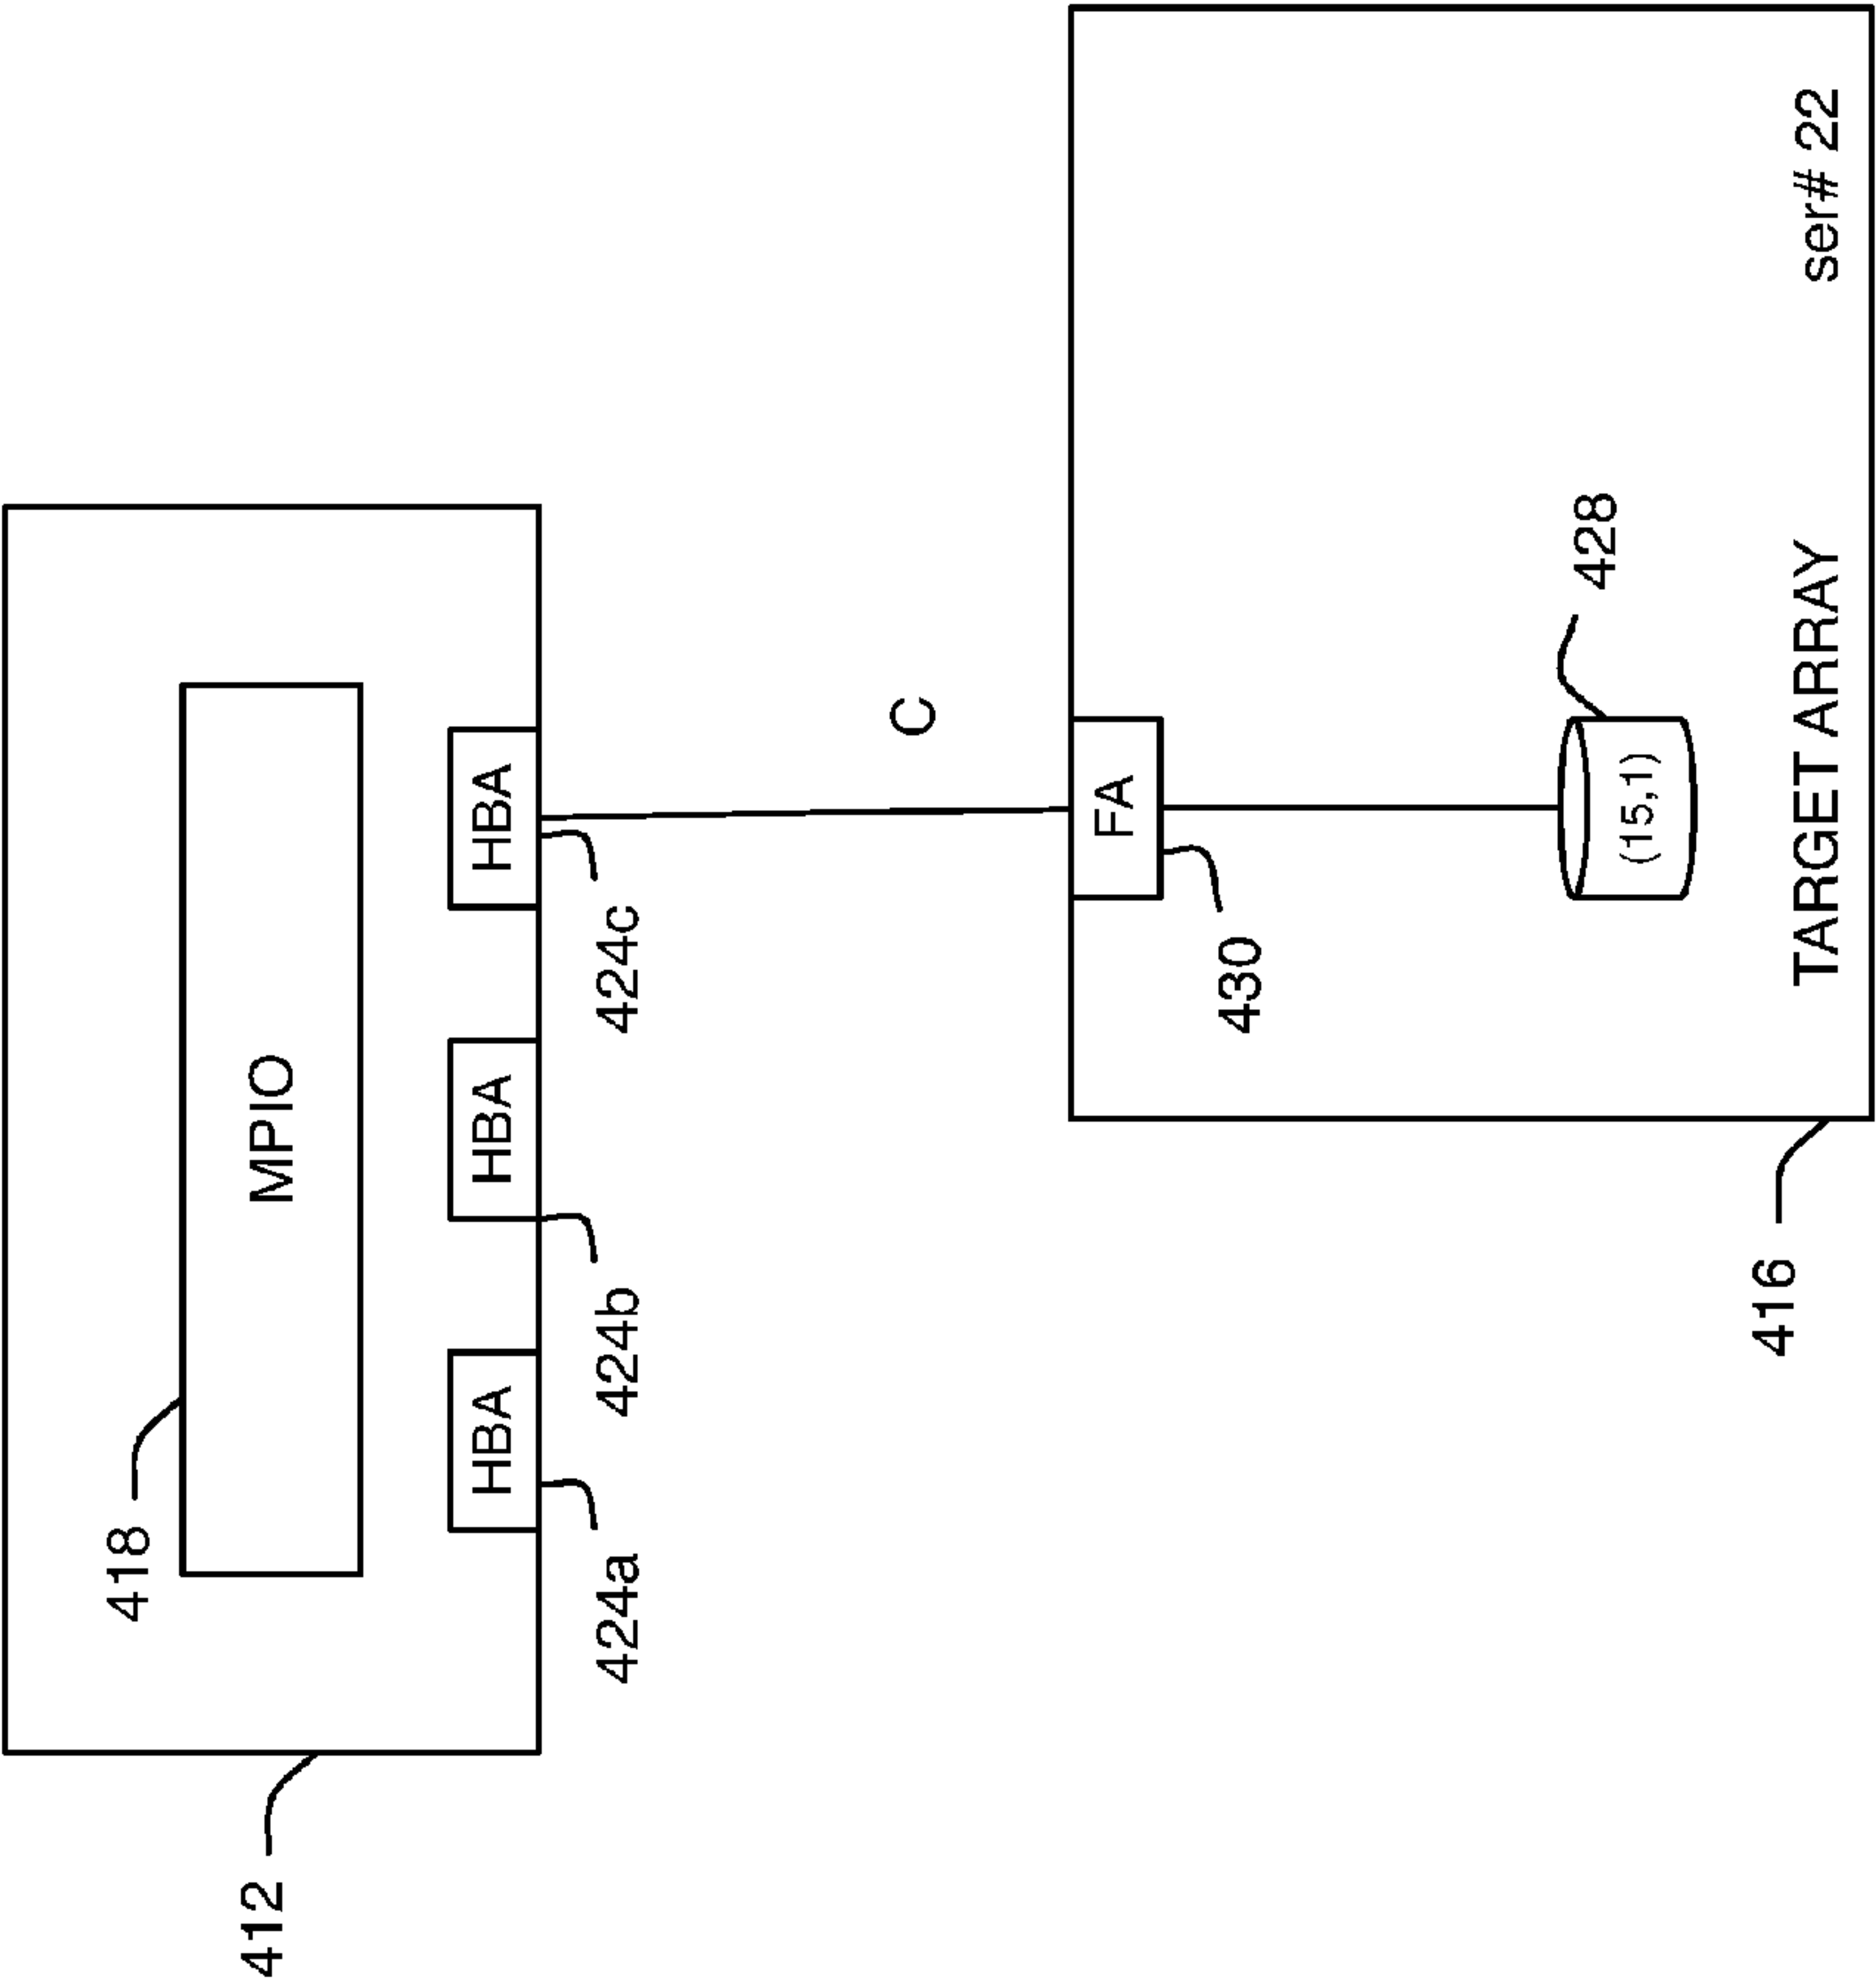 418
412
MPIO
HBA
HBA
HBA
424a
424b
424c
C
FA
430
428
(15,1)
416
TARGET ARRAY
ser# 22